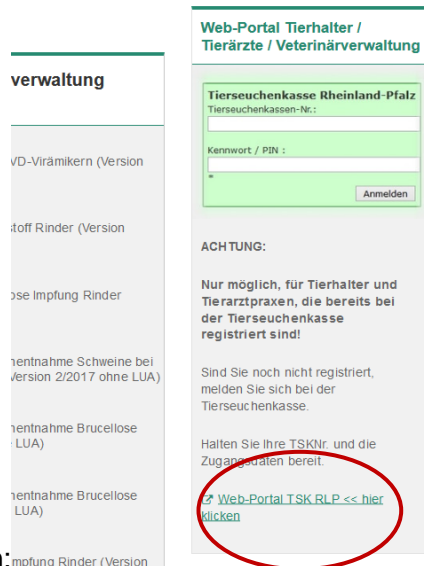 verwaltung
VD-Virämikern (Version
stoff Rinder (Version
ose Impfung Rinder
entnahme Schweine bei
Version 2/2017 ohne LUA)
entnahme Brucellose
LUA)
entnahme Brucellose
LUA)
mpfung Rinder (Version
Web-Portal Tierhalter /
Tierärzte / Veterinärverwaltung
Tierseuchenkasse Rheinland-Pfalz
Tierseuchenkassen-Nr.:
Kennwort / PIN :
*
Anmelden
ACHTUNG:
Nur möglich, für Tierhalter und
Tierarztpraxen, die bereits bei
der Tierseuchenkasse
registriert sind!
Sind Sie noch nicht registriert,
melden Sie sich bei der
Tierseuchenkasse.
Halten Sie Ihre TSKNr. und die
Zugangsdaten bereit.
Web-Portal TSK RLP << hier
klicken